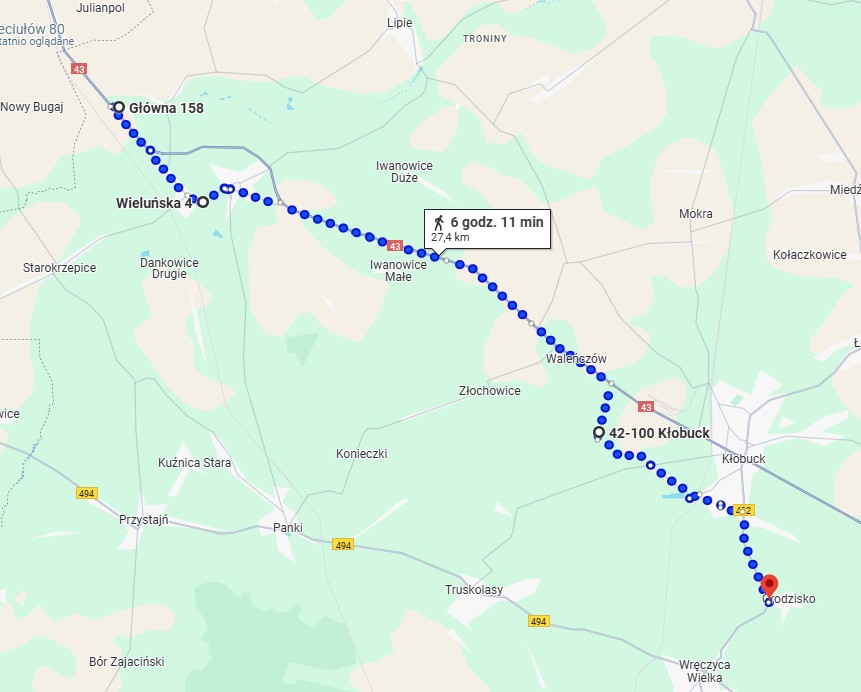 Julianpol
eciułów 80
tatnio oglądane
Lipie
TRONINY
43
Nowy Bugaj
Główna 158
Iwanowice
Duże
Miedź
Wieluńska 4
6 godz. 11 min
27,4 km
Mokra
43
Kołaczkowice
Starokrzepice
Dankowice
Drugie
Iwanowice
Małe
Waleńczów
Złochowice
43
wice
42-100 Kłobuck
Konieczki
Kłobuck
Kuźnica Stara
494
492
Przystajń
Panki
494
Truskolasy
Grodzisko
494
Bór Zajaciński
Wręczyca
Wielka